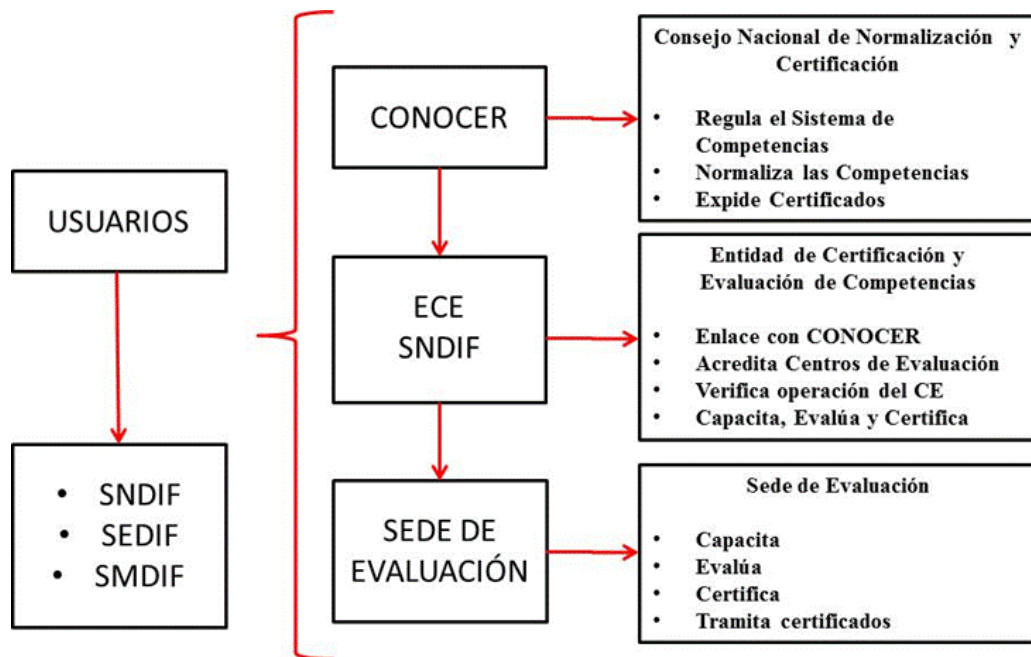 USUARIOS
• SNDIF
• SEDIF
• SMDIF
CONOCER
ECE
SNDIF
SEDE DE
EVALUACIÓN
Consejo Nacional de Normalización y
Certificación
• Regula el Sistema de
Competencias
• Normaliza las Competencias
• Expide Certificados
Entidad de Certificación y
Evaluación de Competencias
• Enlace con CONOCER
• Acredita Centros de Evaluación
• Verifica operación del CE
• Capacita, Evalúa y Certifica
Sede de Evaluación
• Capacita
• Evalúa
• Certifica
• Tramita certificados